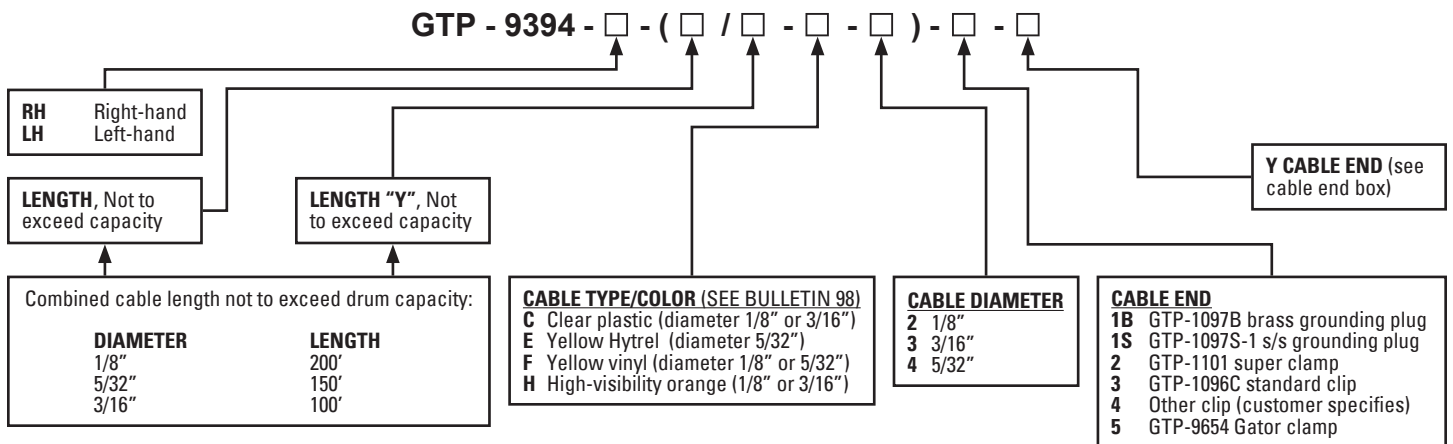 GTP - 9394 - □ - ( □ / □ - □ - □ ) - □ - □
RH Right-hand
LH Left-hand
LENGTH, Not to
exceed capacity
LENGTH “Y”, Not
to exceed capacity
Y CABLE END (see
cable end box)
Combined cable length not to exceed drum capacity:
DIAMETER LENGTH
1/8” 200’
5/32” 150’
3/16” 100’
CABLE TYPE/COLOR (SEE BULLETIN 98)
C Clear plastic (diameter 1/8” or 3/16”)
E Yellow Hytrel (diameter 5/32”)
F Yellow vinyl (diameter 1/8” or 5/32”)
H High-visibility orange (1/8” or 3/16”)
CABLE DIAMETER
2 1/8”
3 3/16”
4 5/32”
CABLE END
1B GTP-1097B brass grounding plug
1S GTP-1097S-1 s/s grounding plug
2 GTP-1101 super clamp
3 GTP-1096C standard clip
4 Other clip (customer specifies)
5 GTP-9654 Gator clamp